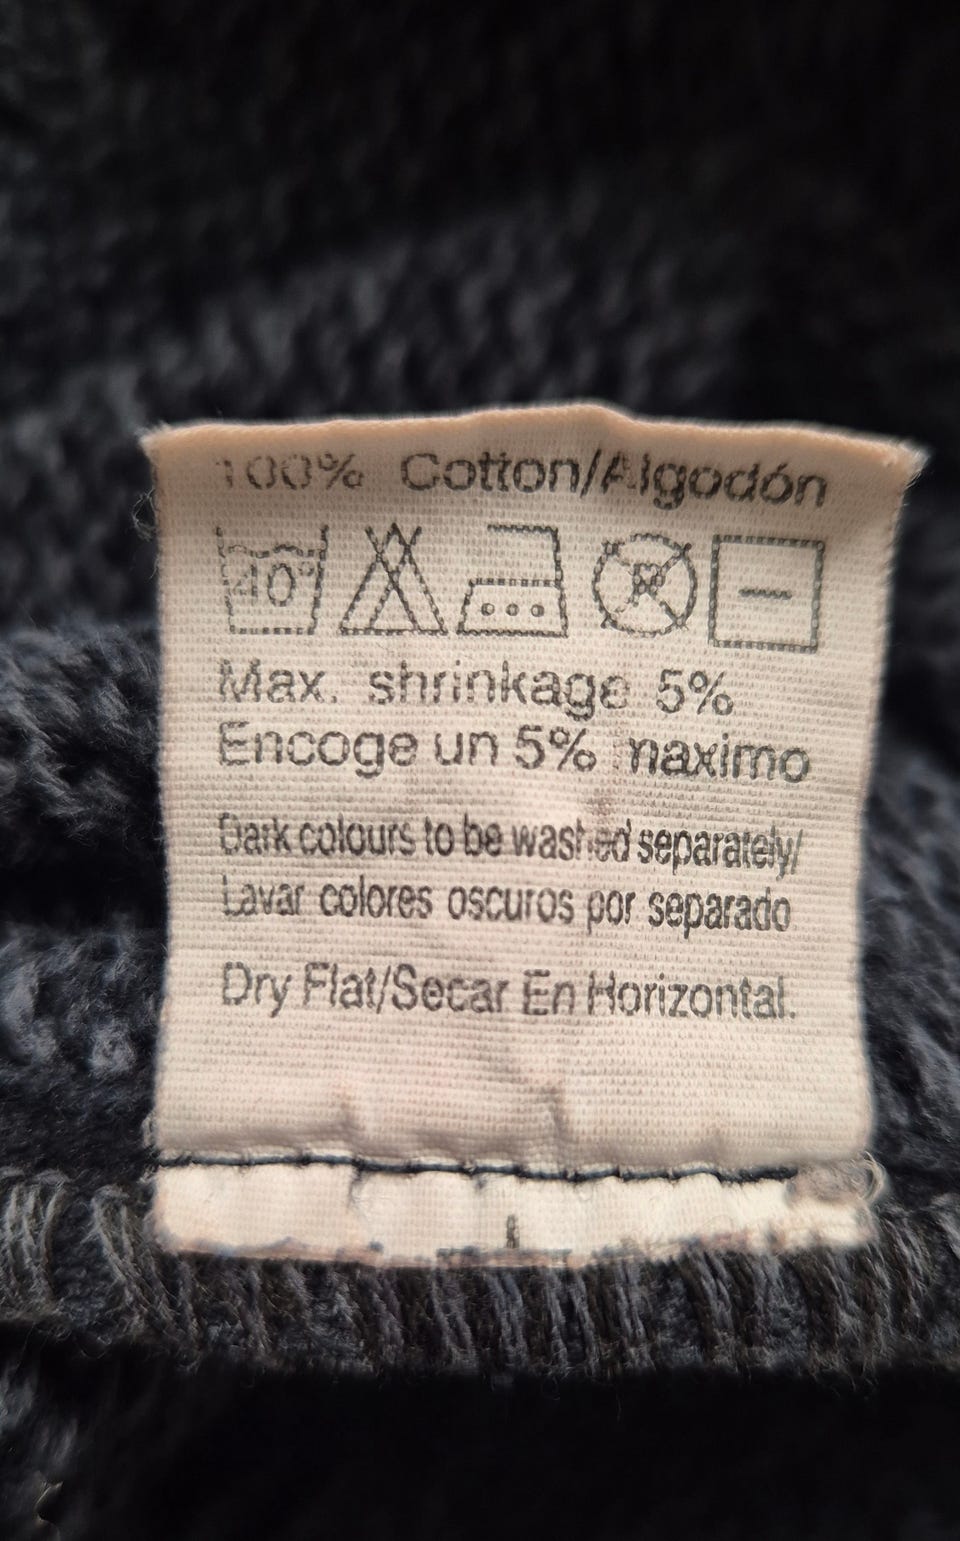 100% Cotton/Algodón
40°
Max. shrinkage 5%
Encoge un 5% maximo
Dark colours to be washed separately/
Lavar colores oscuros por separado
Dry Flat/Secar En Horizontal.